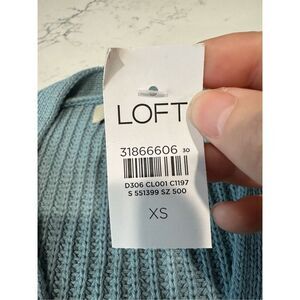 LOFT
31866606 30
D306 CL001 C1197
S 551399 SZ 500
XS